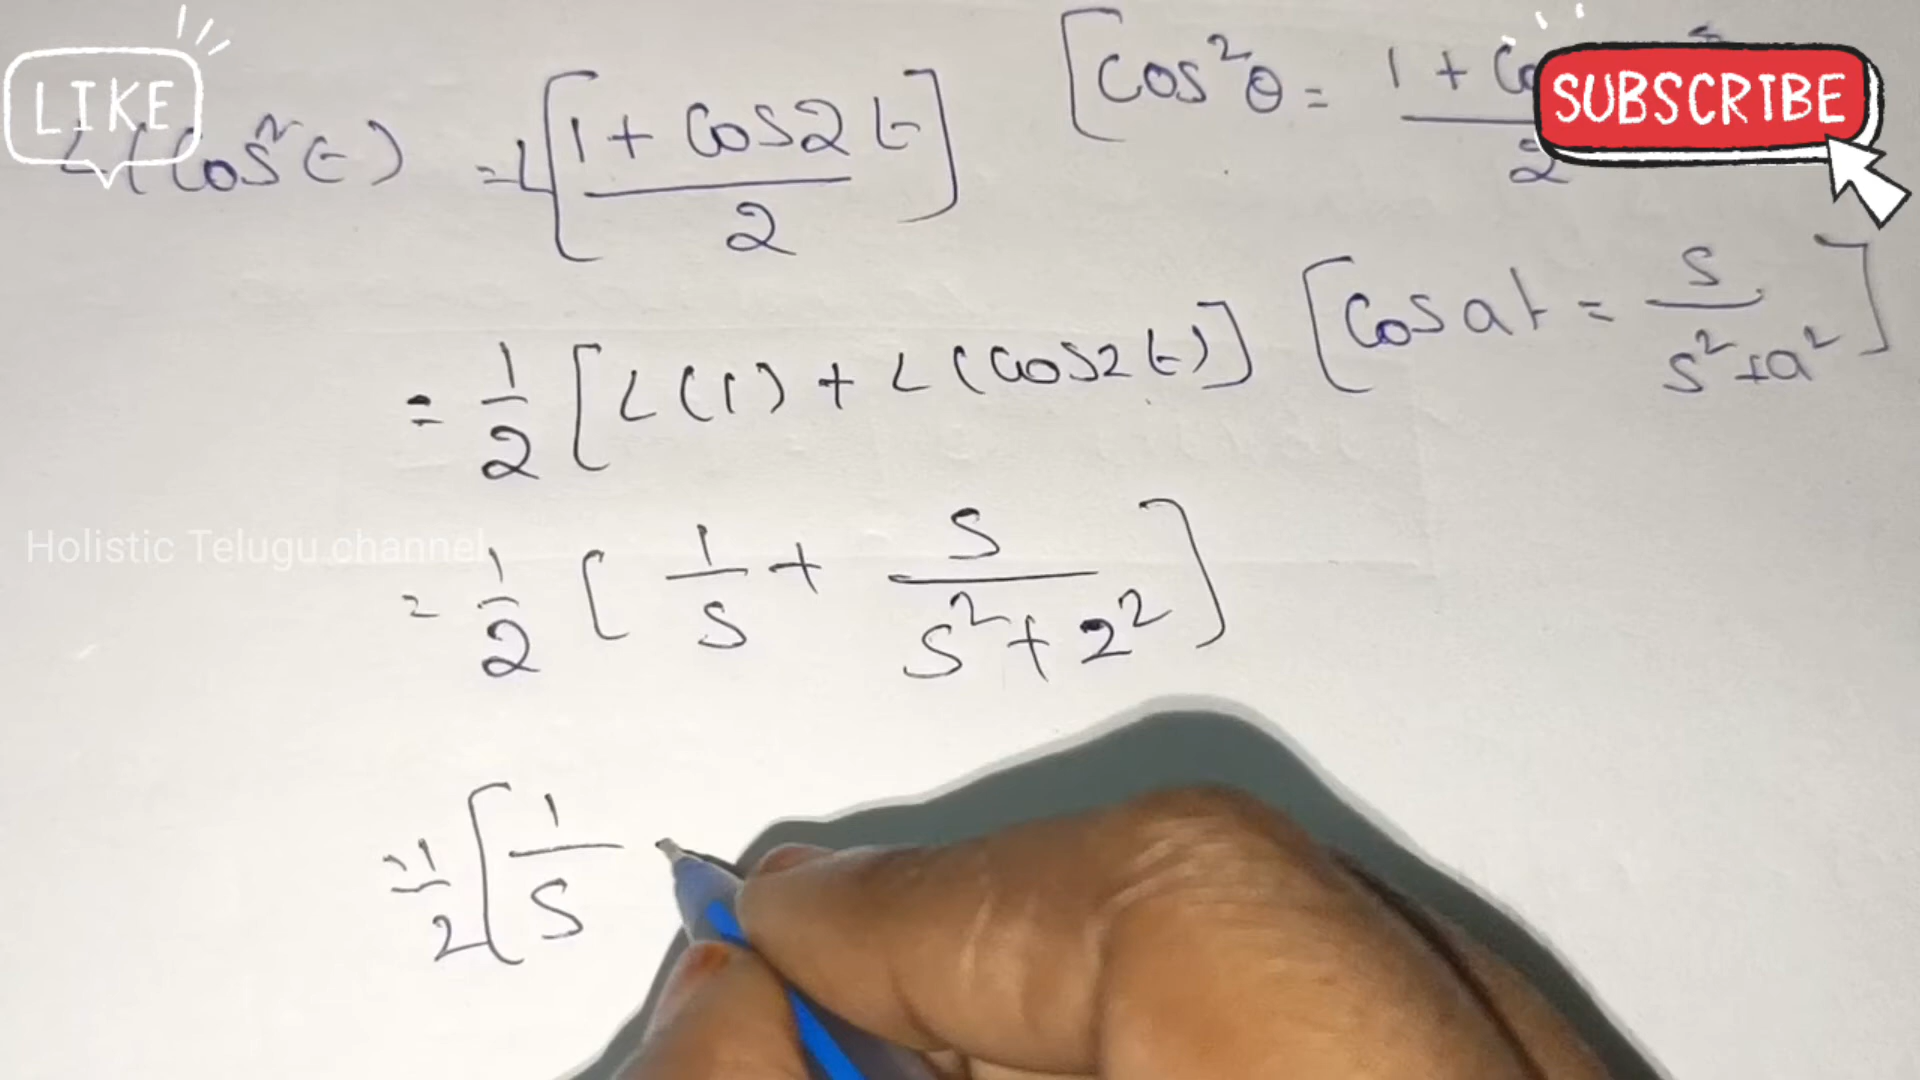 LIKE
SUBSCRIBE
L(Cos²t) = L[1 + Cos2t / 2] [Cos²θ = 1 + Co / 2
= 1/2 [L(1) + L(Cos2t)] [Cos at = s / s²+a²]
Holistic Telugu channel
= 1/2 [1/s + s / s² + 2²]
= 1/2 [1/s